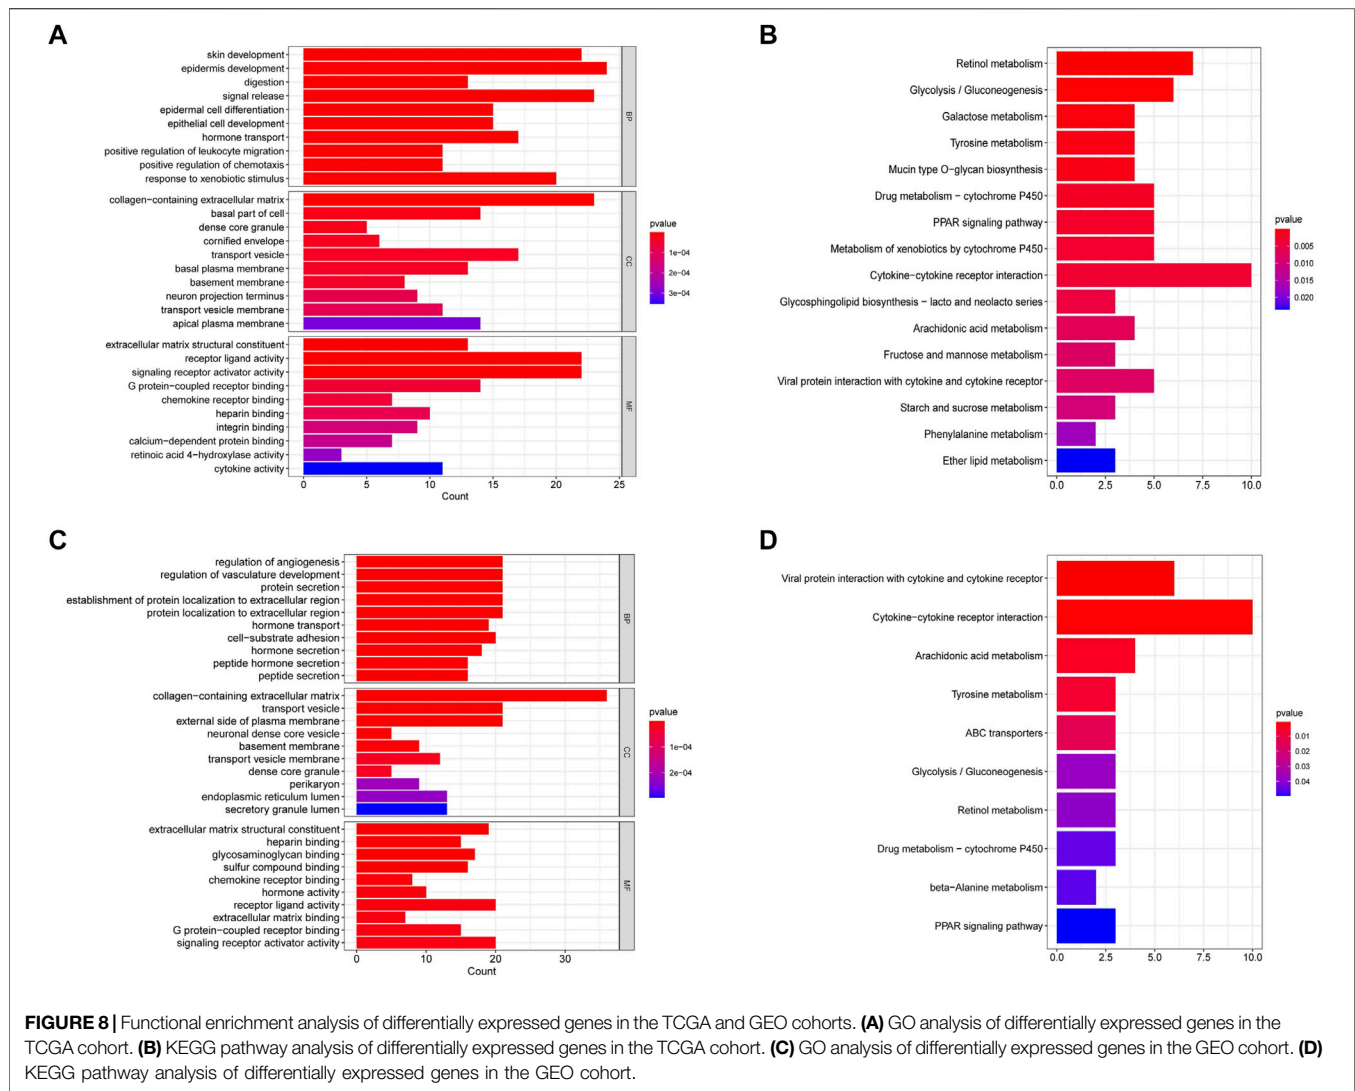 A
skin development
epidermis development
digestion
signal release
epidermal cell differentiation
epithelial cell development
hormone transport
positive regulation of leukocyte migration
positive regulation of chemotaxis
response to xenobiotic stimulus
BP
collagen−containing extracellular matrix
basal part of cell
dense core granule
cornified envelope
transport vesicle
basal plasma membrane
basement membrane
neuron projection terminus
transport vesicle membrane
apical plasma membrane
CC
extracellular matrix structural constituent
receptor ligand activity
signaling receptor activator activity
G protein−coupled receptor binding
chemokine receptor binding
heparin binding
integrin binding
calcium−dependent protein binding
retinoic acid 4−hydroxylase activity
cytokine activity
MF
0 5 10 15 20 25
Count
pvalue
1e−04
2e−04
3e−04
B
Retinol metabolism
Glycolysis / Gluconeogenesis
Galactose metabolism
Tyrosine metabolism
Mucin type O−glycan biosynthesis
Drug metabolism − cytochrome P450
PPAR signaling pathway
Metabolism of xenobiotics by cytochrome P450
Cytokine−cytokine receptor interaction
Glycosphingolipid biosynthesis − lacto and neolacto series
Arachidonic acid metabolism
Fructose and mannose metabolism
Viral protein interaction with cytokine and cytokine receptor
Starch and sucrose metabolism
Phenylalanine metabolism
Ether lipid metabolism
0.0 2.5 5.0 7.5 10.0
pvalue
0.005
0.010
0.015
0.020
C
regulation of angiogenesis
regulation of vasculature development
protein secretion
establishment of protein localization to extracellular region
protein localization to extracellular region
hormone transport
cell−substrate adhesion
hormone secretion
peptide hormone secretion
peptide secretion
BP
collagen−containing extracellular matrix
transport vesicle
external side of plasma membrane
neuronal dense core vesicle
basement membrane
transport vesicle membrane
dense core granule
perikaryon
endoplasmic reticulum lumen
secretory granule lumen
CC
extracellular matrix structural constituent
heparin binding
glycosaminoglycan binding
sulfur compound binding
chemokine receptor binding
hormone activity
receptor ligand activity
extracellular matrix binding
G protein−coupled receptor binding
signaling receptor activator activity
MF
0 10 20 30
Count
pvalue
1e−04
2e−04
D
Viral protein interaction with cytokine and cytokine receptor
Cytokine−cytokine receptor interaction
Arachidonic acid metabolism
Tyrosine metabolism
ABC transporters
Glycolysis / Gluconeogenesis
Retinol metabolism
Drug metabolism − cytochrome P450
beta−Alanine metabolism
PPAR signaling pathway
0.0 2.5 5.0 7.5 10.0
pvalue
0.01
0.02
0.03
0.04
FIGURE 8 | Functional enrichment analysis of differentially expressed genes in the TCGA and GEO cohorts. (A) GO analysis of differentially expressed genes in the
TCGA cohort. (B) KEGG pathway analysis of differentially expressed genes in the TCGA cohort. (C) GO analysis of differentially expressed genes in the GEO cohort. (D)
KEGG pathway analysis of differentially expressed genes in the GEO cohort.